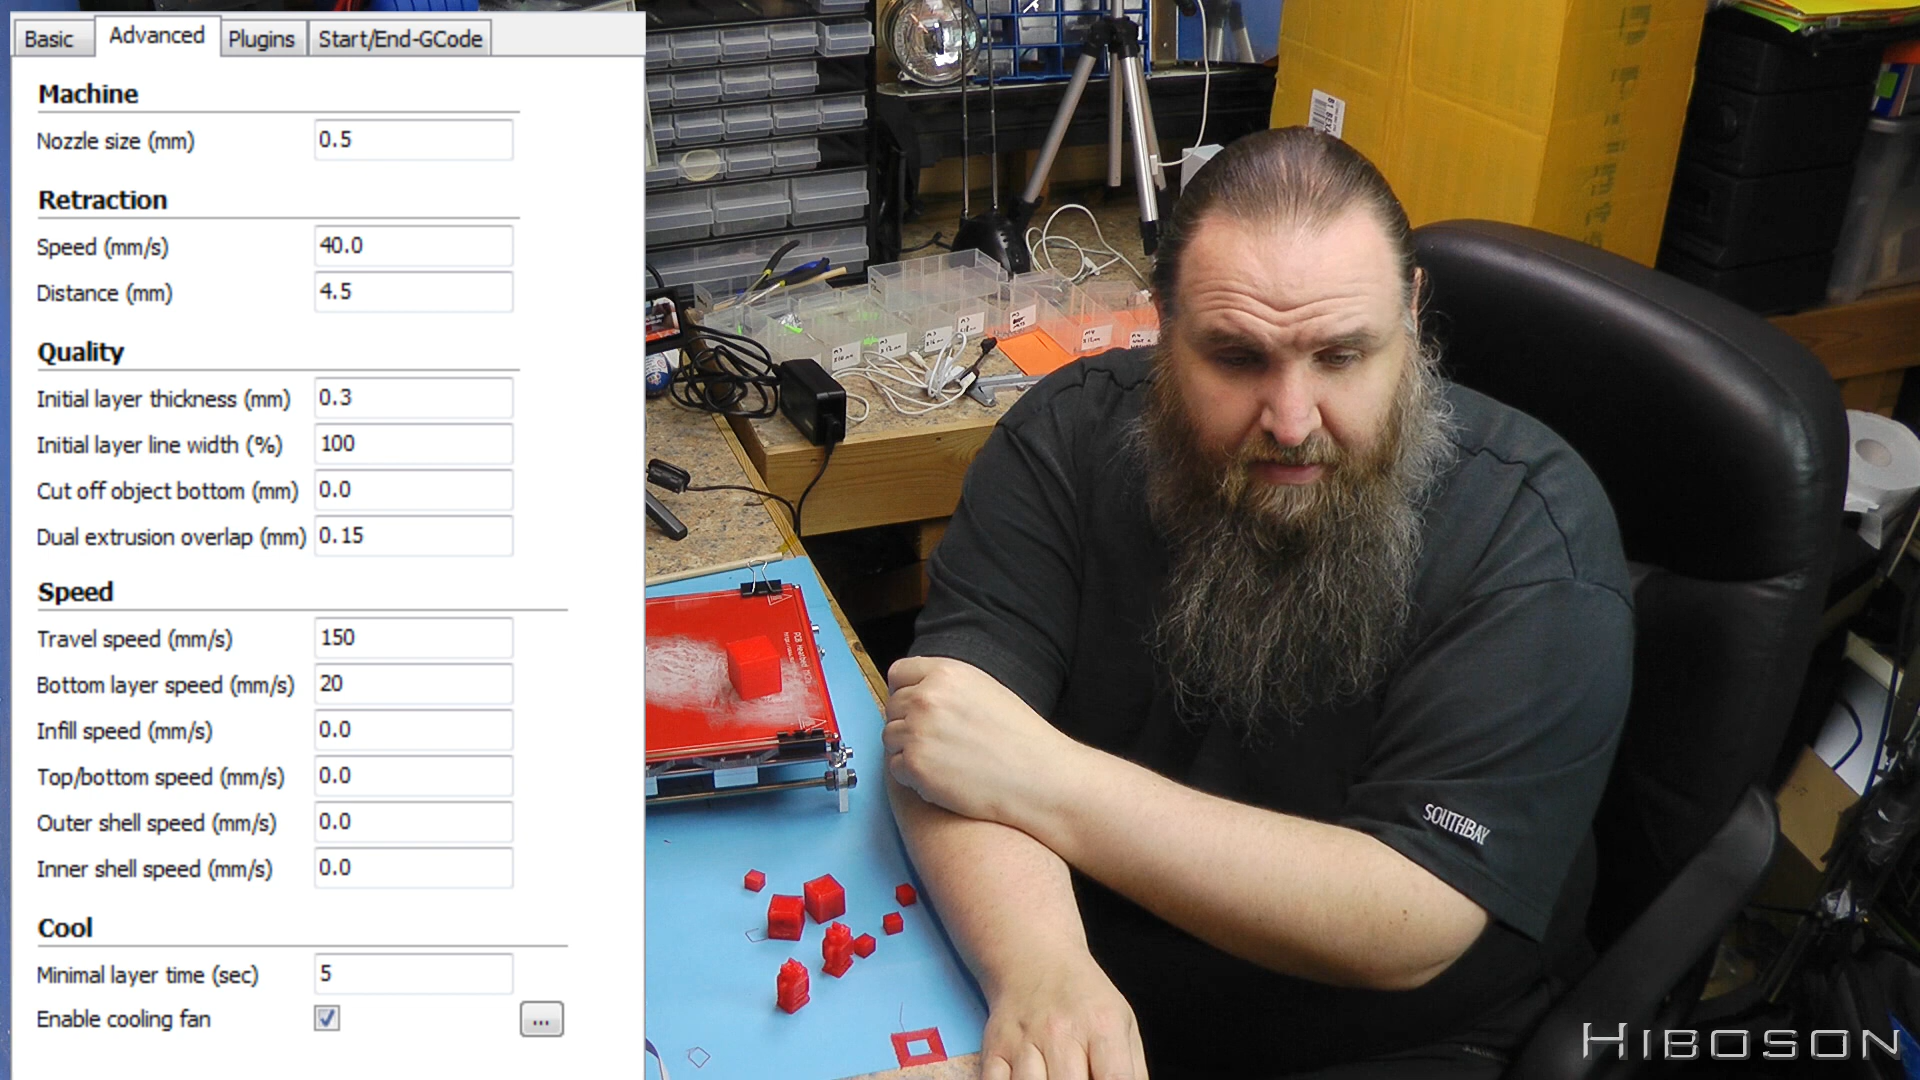 Basic Advanced Plugins Start/End-GCode
Machine
Nozzle size (mm) 0.5
Retraction
Speed (mm/s) 40.0
Distance (mm) 4.5
Quality
Initial layer thickness (mm) 0.3
Initial layer line width (%) 100
Cut off object bottom (mm) 0.0
Dual extrusion overlap (mm) 0.15
Speed
Travel speed (mm/s) 150
Bottom layer speed (mm/s) 20
Infill speed (mm/s) 0.0
Top/bottom speed (mm/s) 0.0
Outer shell speed (mm/s) 0.0
Inner shell speed (mm/s) 0.0
Cool
Minimal layer time (sec) 5
Enable cooling fan ...
PCB Heatbed
SOUTHBAY
HIBOSON